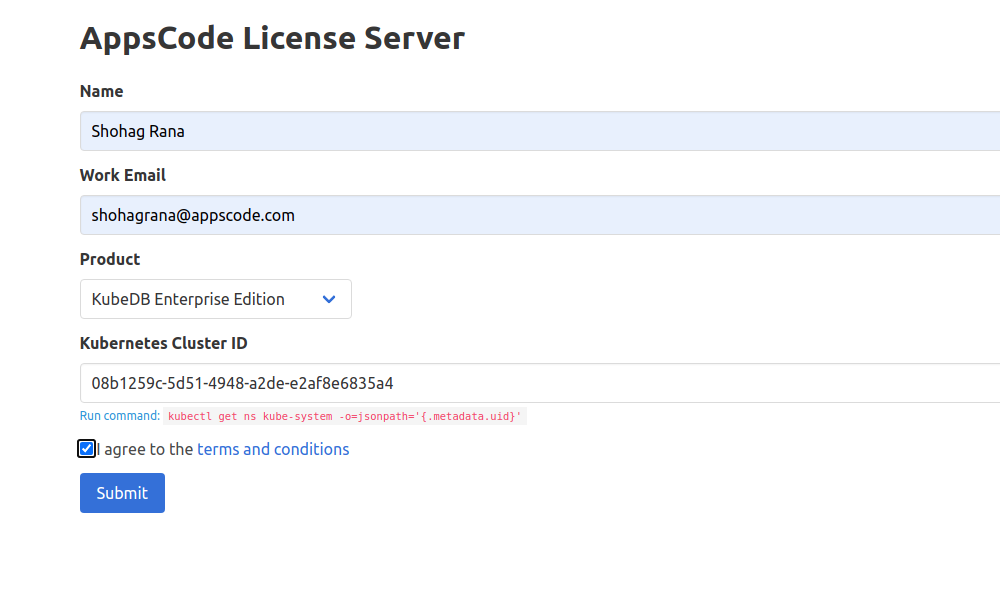 AppsCode License Server
Name
Shohag Rana
Work Email
shohagrana@appscode.com
Product
KubeDB Enterprise Edition
Kubernetes Cluster ID
08b1259c-5d51-4948-a2de-e2af8e6835a4
Run command: kubectl get ns kube-system -o=jsonpath='{.metadata.uid}'
I agree to the terms and conditions
Submit